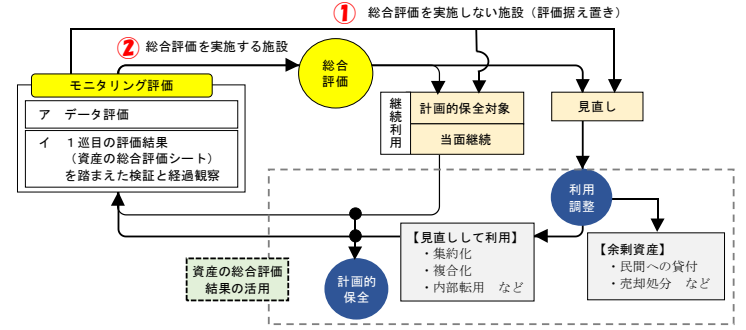 ① 総合評価を実施しない施設（評価据え置き）
② 総合評価を実施する施設
総合
評価
モニタリング評価
ア データ評価
イ １巡目の評価結果
（資産の総合評価シート）
を踏まえた検証と経過観察
継続利用
計画的保全対象
当面継続
見直し
利用
調整
【見直しして利用】
・集約化
・複合化
・内部転用 など
【余剰資産】
・民間への貸付
・売却処分 など
資産の総合評価
結果の活用
計画的
保全